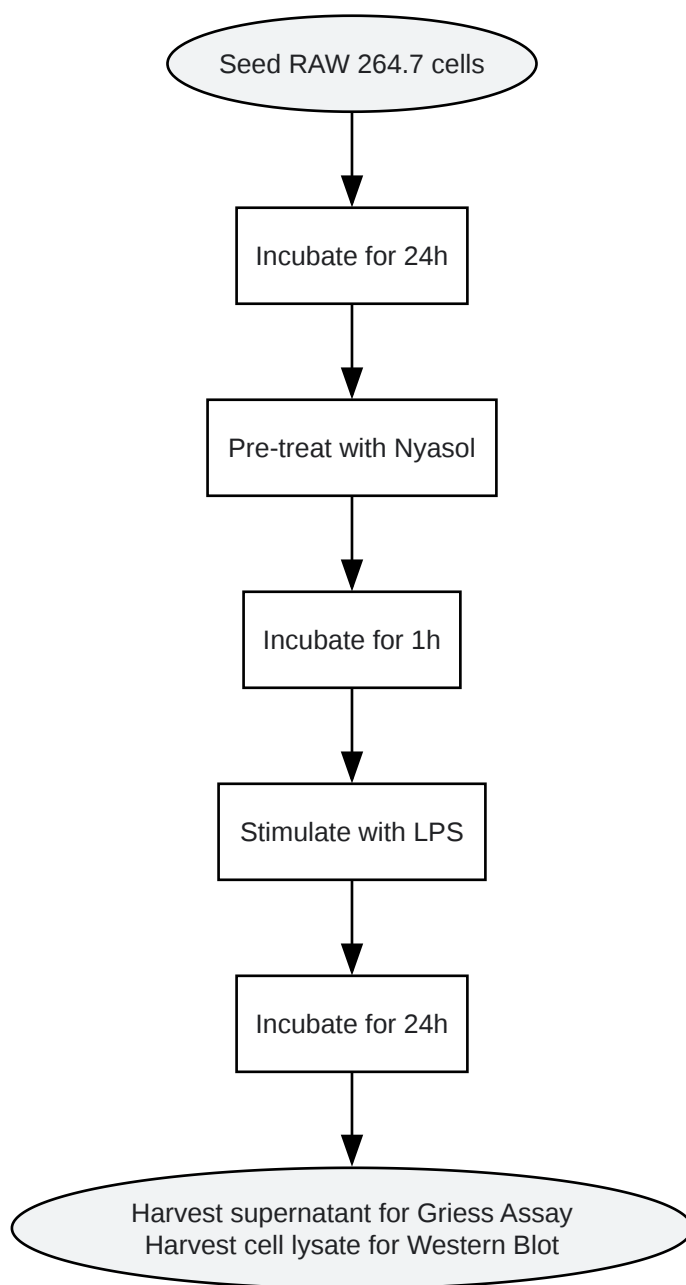 Seed RAW 264.7 cells
Incubate for 24h
Pre-treat with Nyasol
Incubate for 1h
Stimulate with LPS
Incubate for 24h
Harvest supernatant for Griess Assay
Harvest cell lysate for Western Blot